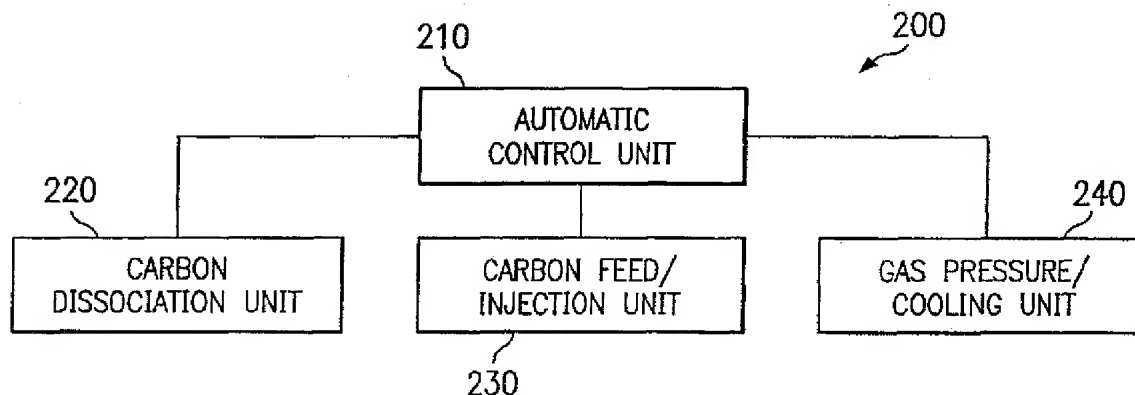 200
210
AUTOMATIC
CONTROL UNIT
220
CARBON
DISSOCIATION UNIT
CARBON FEED/
INJECTION UNIT
230
240
GAS PRESSURE/
COOLING UNIT